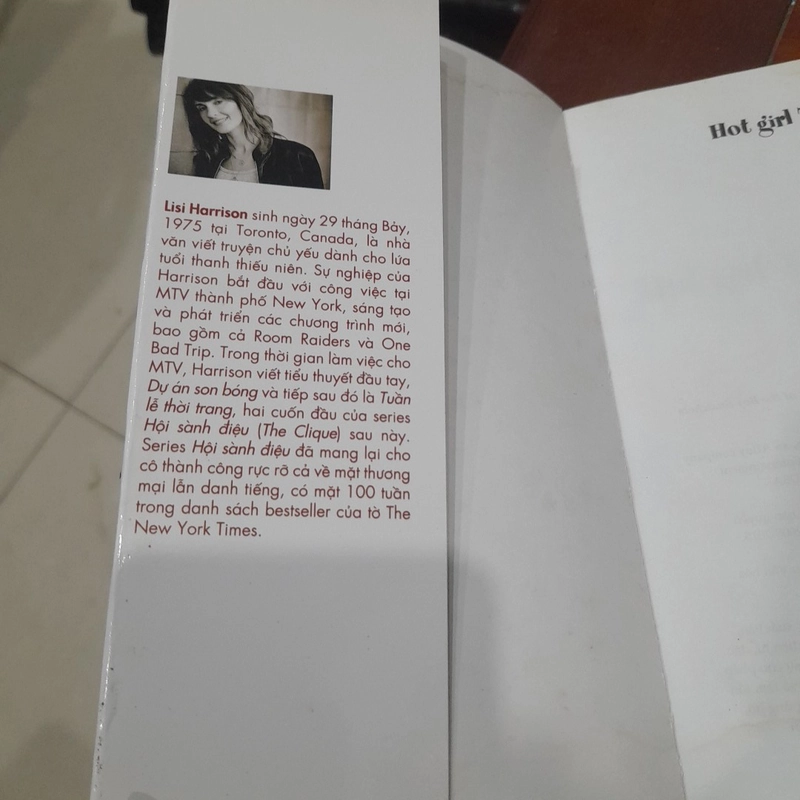 Lisi Harrison sinh ngày 29 tháng Bảy,
1975 tại Toronto, Canada, là nhà
văn viết truyện chủ yếu dành cho lứa
tuổi thanh thiếu niên. Sự nghiệp của
Harrison bắt đầu với công việc tại
MTV thành phố New York, sáng tạo
và phát triển các chương trình mới,
bao gồm cả Room Raiders và One
Bad Trip. Trong thời gian làm việc cho
MTV, Harrison viết tiểu thuyết đầu tay,
Dự án son bóng và tiếp sau đó là Tuần
lễ thời trang, hai cuốn đầu của series
Hội sành điệu (The Clique) sau này.
Series Hội sành điệu đã mang lại cho
cô thành công rực rỡ cả về mặt thương
mại lẫn danh tiếng, có mặt 100 tuần
trong danh sách bestseller của tờ The
New York Times.
Hot girl